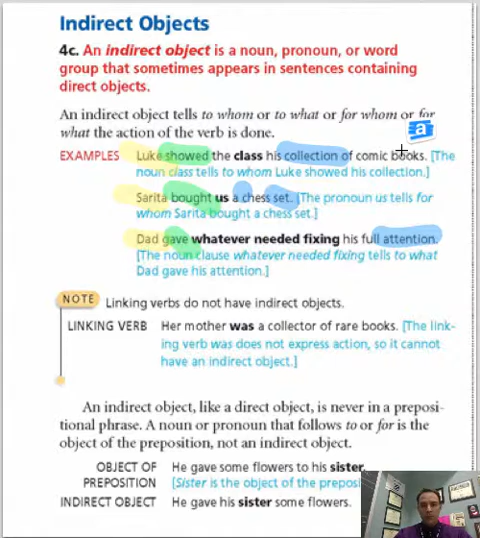 Indirect Objects
4c. An indirect object is a noun, pronoun, or word
group that sometimes appears in sentences containing
direct objects.
An indirect object tells to whom or to what or for whom or for
what the action of the verb is done.
a
EXAMPLES Luke showed the class his collection of comic books. [The
noun class tells to whom Luke showed his collection.]
Sarita bought us a chess set. [The pronoun us tells for
whom Sarita bought a chess set.]
Dad gave whatever needed fixing his full attention.
[The noun clause whatever needed fixing tells to what
Dad gave his attention.]
NOTE Linking verbs do not have indirect objects.
LINKING VERB Her mother was a collector of rare books. [The link-
ing verb was does not express action, so it cannot
have an indirect object.]
An indirect object, like a direct object, is never in a preposi-
tional phrase. A noun or pronoun that follows to or for is the
object of the preposition, not an indirect object.
OBJECT OF He gave some flowers to his sister.
PREPOSITION [Sister is the object of the preposi
INDIRECT OBJECT He gave his sister some flowers.